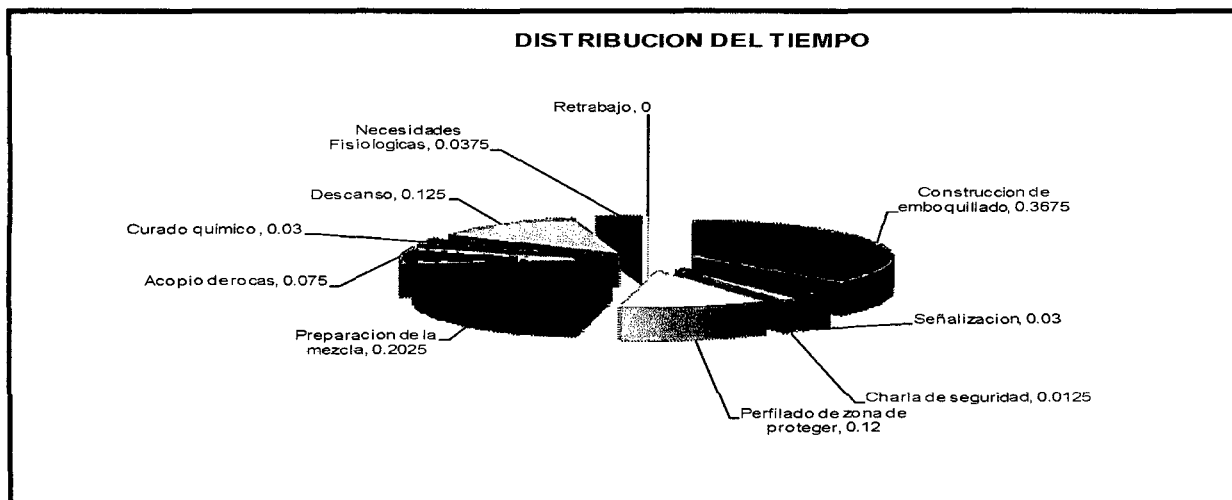 DISTRIBUCION DEL TIEMPO
Retrabajo, 0
Necesidades
Fisiologicas, 0.0375
Descanso, 0.125
Construccion de
emboquillado, 0.3675
Curado químico, 0.03
Acopio de rocas, 0.075
Señalizacion, 0.03
Preparacion de la
mezcla, 0.2025
Charla de seguridad, 0.0125
Perfilado de zona de
proteger, 0.12